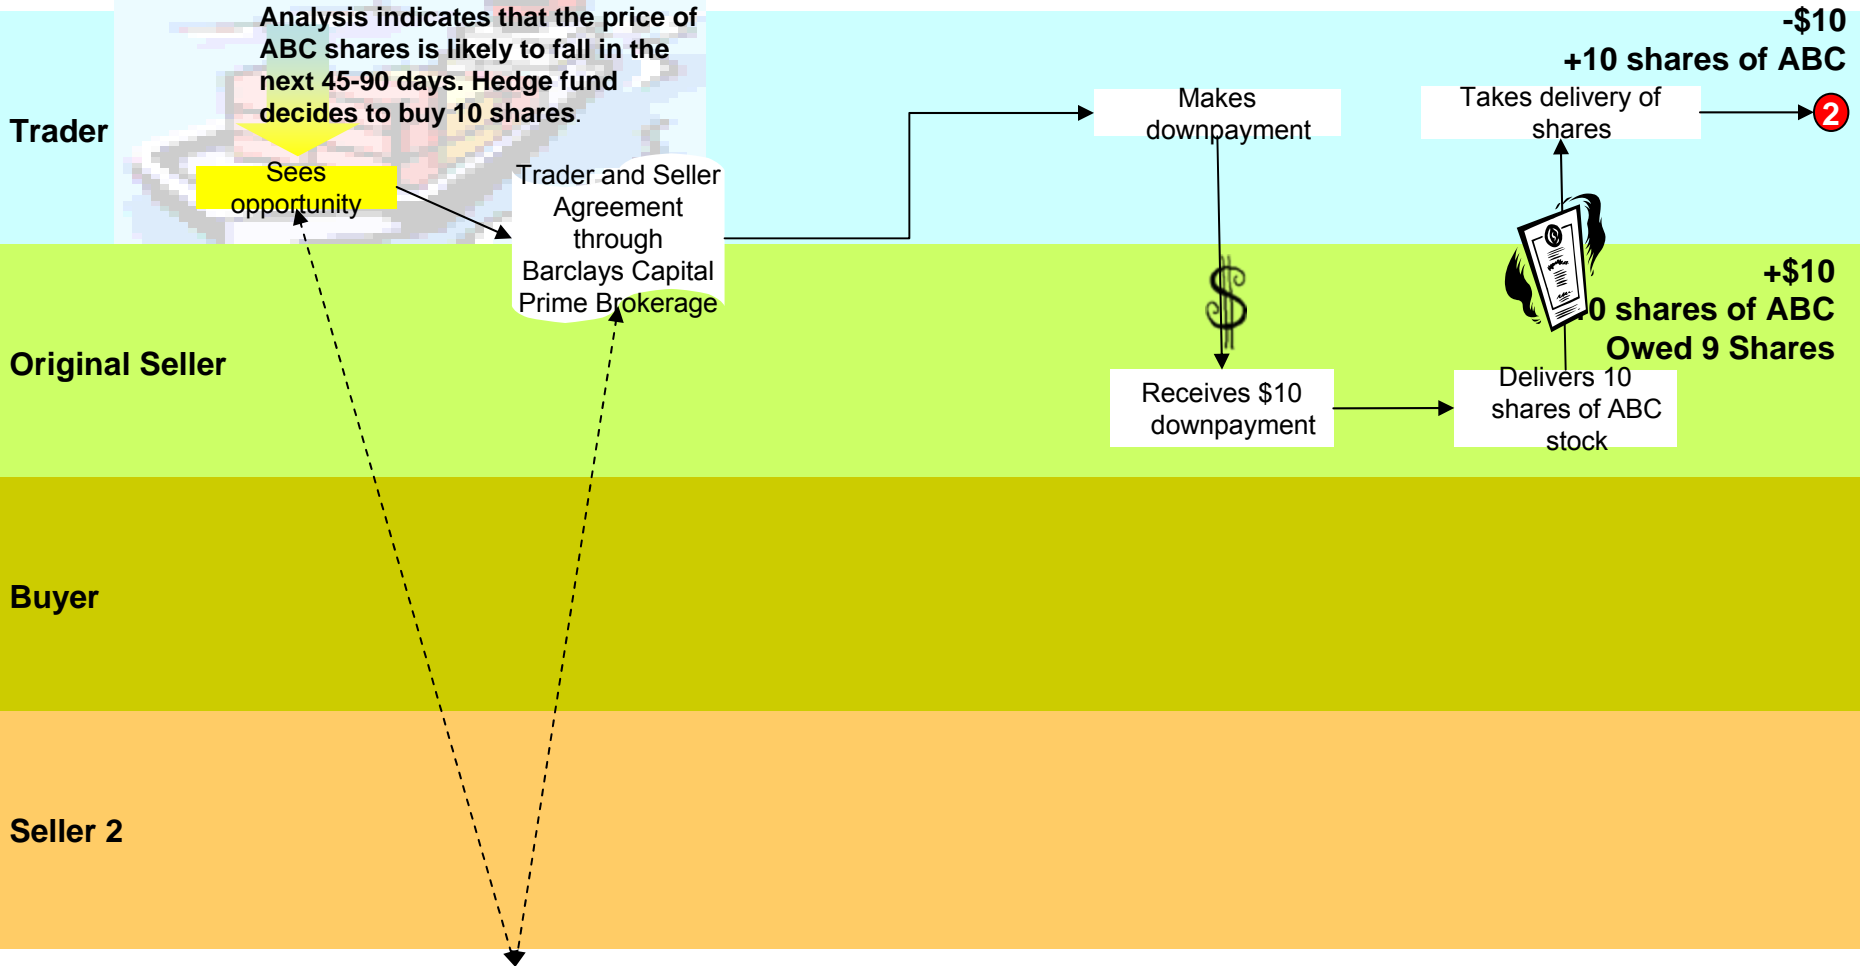 Analysis indicates that the price of
ABC shares is likely to fall in the
next 45-90 days. Hedge fund
decides to buy 10 shares.
-$10
+10 shares of ABC
Trader
Sees
opportunity
Trader and Seller
Agreement
through
Barclays Capital
Prime Brokerage
Makes
downpayment
Takes delivery of
shares
2
Original Seller
+$10
0 shares of ABC
Owed 9 Shares
Receives $10
downpayment
Delivers 10
shares of ABC
stock
Buyer
Seller 2